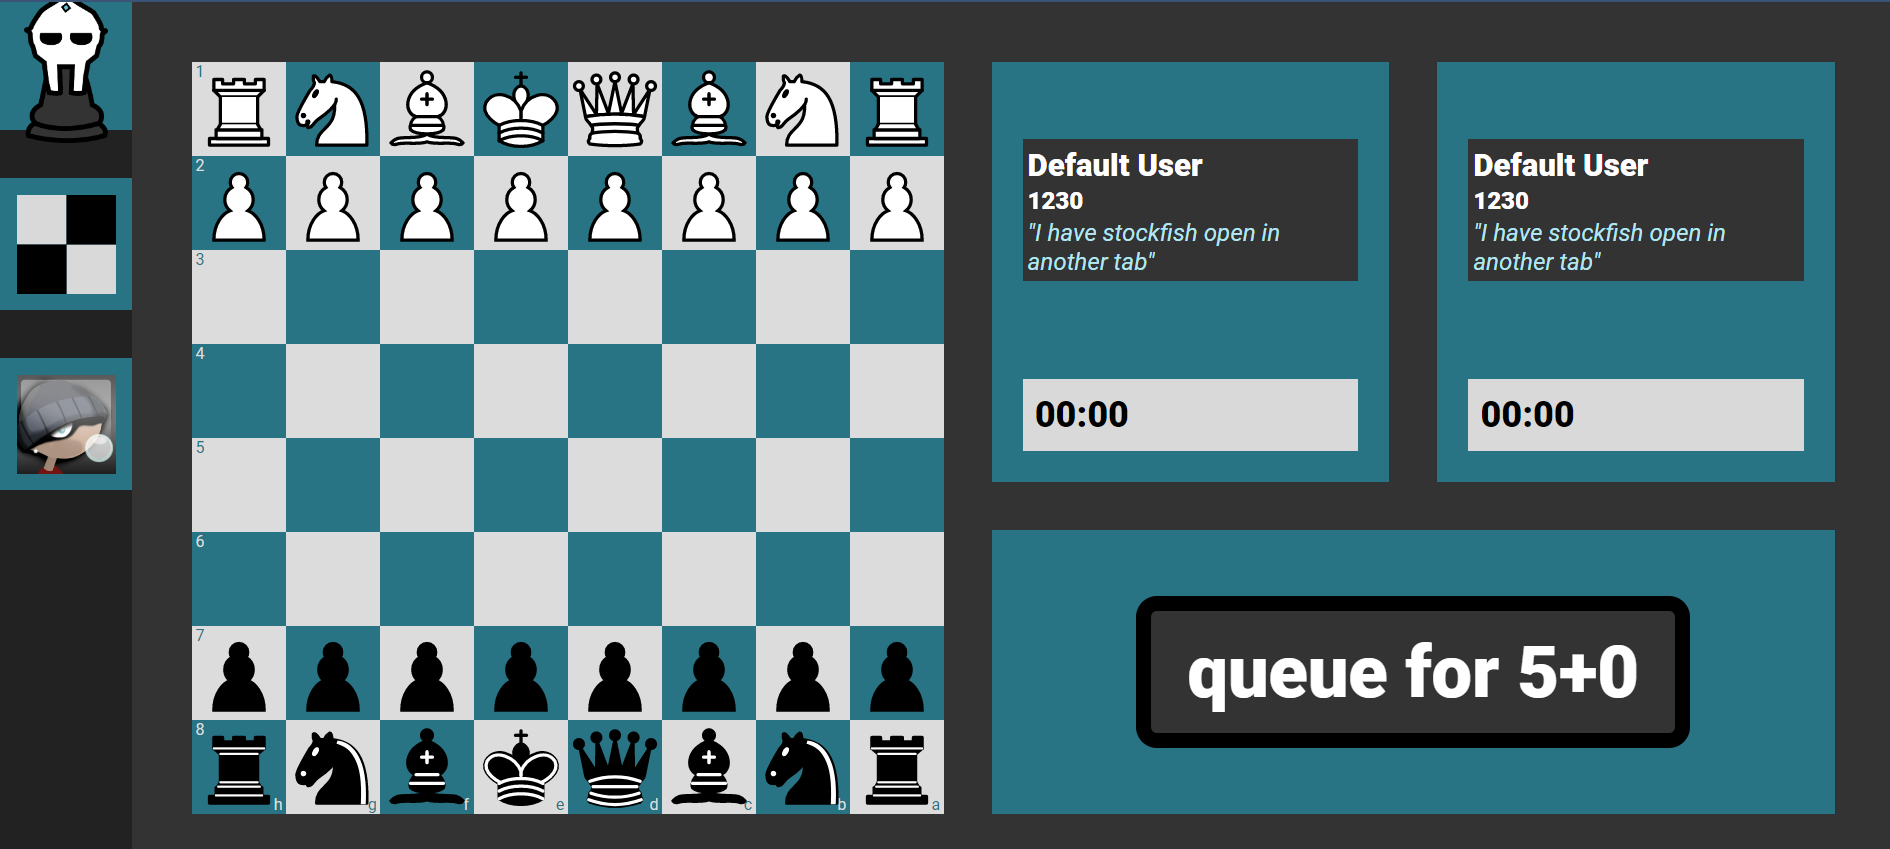 1
2
3
4
5
6
7
8
h g f e d c b a
Default User
1230
"I have stockfish open in
another tab"
00:00
Default User
1230
"I have stockfish open in
another tab"
00:00
queue for 5+0